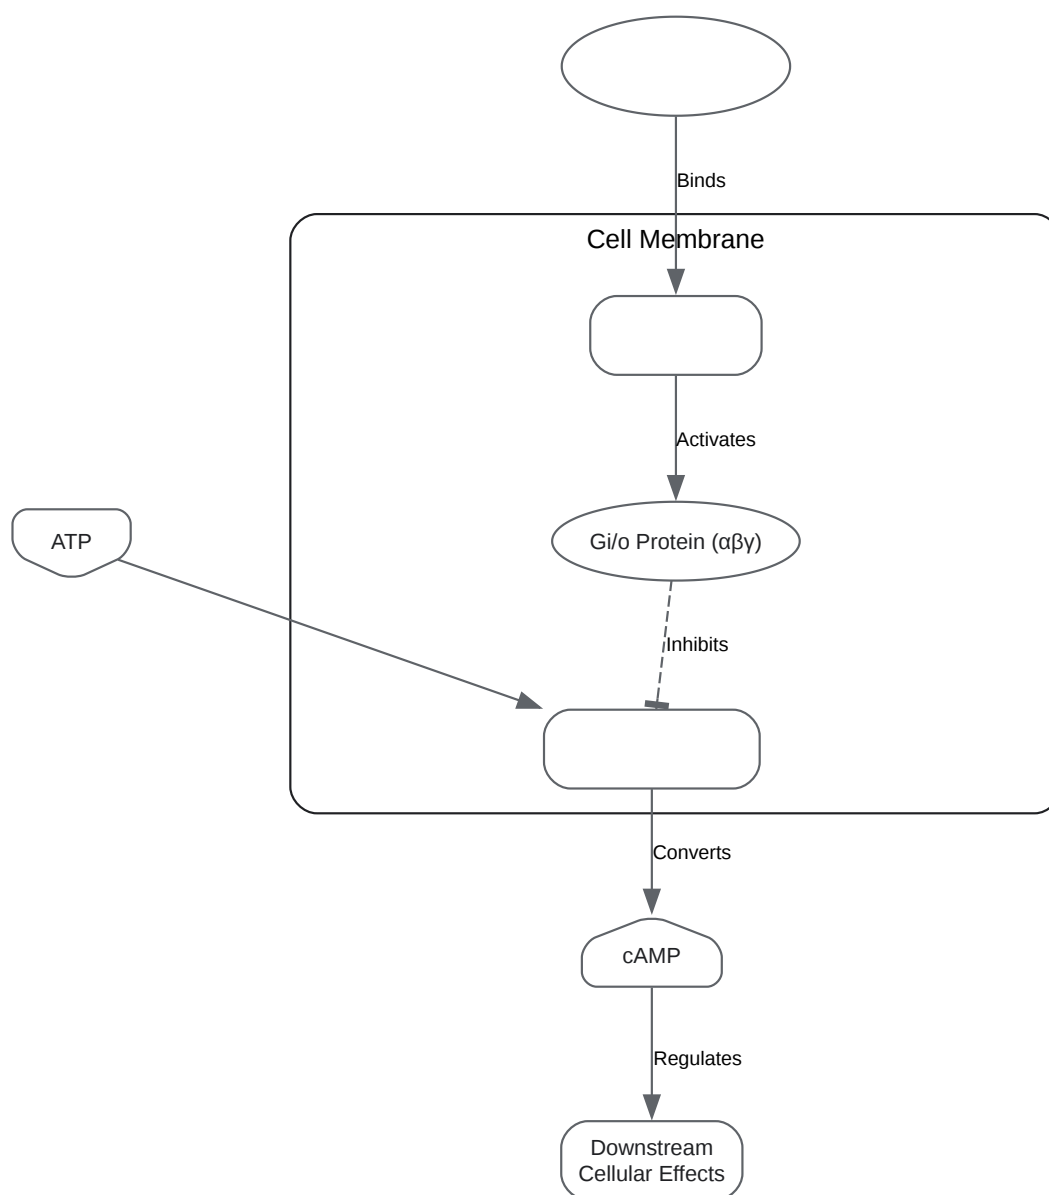 Binds
Cell Membrane
Activates
ATP
Gi/o Protein (αβγ)
Inhibits
Converts
cAMP
Regulates
Downstream
Cellular Effects